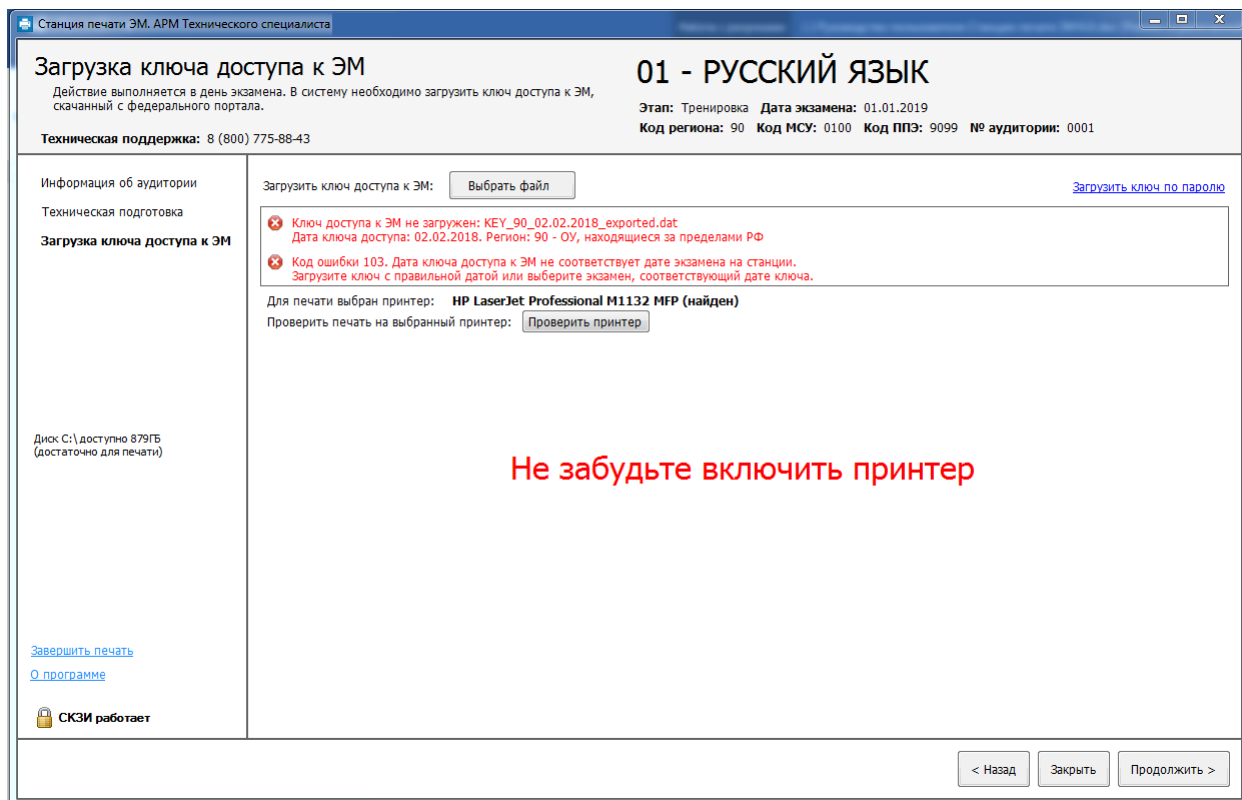 Станция печати ЭМ. АРМ Технического специалиста
Загрузка ключа доступа к ЭМ
Действие выполняется в день экзамена. В систему необходимо загрузить ключ доступа к ЭМ,
скачанный с федерального портала.
Техническая поддержка: 8 (800) 775-88-43
01 - РУССКИЙ ЯЗЫК
Этап: Тренировка Дата экзамена: 01.01.2019
Код региона: 90 Код МСУ: 0100 Код ППЭ: 9099 № аудитории: 0001
Информация об аудитории
Техническая подготовка
Загрузка ключа доступа к ЭМ
Диск C:\ доступно 879ГБ
(достаточно для печати)
Завершить печать
О программе
СКЗИ работает
Загрузить ключ доступа к ЭМ: Выбрать файл
Загрузить ключ по паролю
Ключ доступа к ЭМ не загружен: KEY_90_02.02.2018_exported.dat
Дата ключа доступа: 02.02.2018. Регион: 90 - ОУ, находящиеся за пределами РФ
Код ошибки 103. Дата ключа доступа к ЭМ не соответствует дате экзамена на станции.
Загрузите ключ с правильной датой или выберите экзамен, соответствующий дате ключа.
Для печати выбран принтер: HP LaserJet Professional M1132 MFP (найден)
Проверить печать на выбранный принтер: Проверить принтер
Не забудьте включить принтер
< Назад
Закрыть
Продолжить >